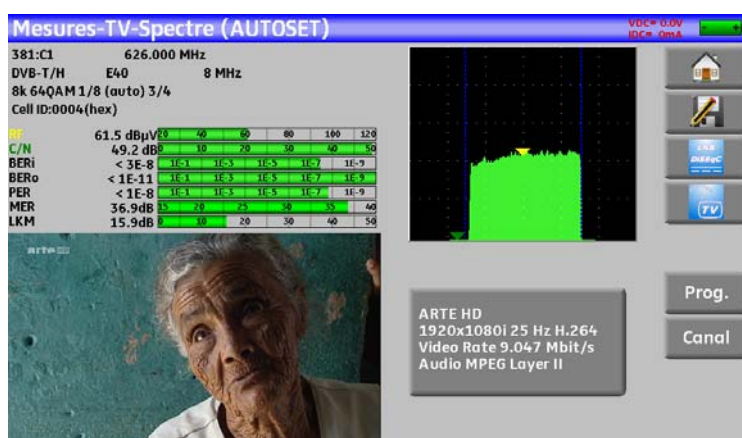 Mesures-TV-Spectre (AUTOSET)
VDC= 0.0V
IDC= 0mA
- +
381:C1 626.000 MHz
DVB-T/H E40 8 MHz
8k 64QAM 1/8 (auto) 3/4
Cell ID:0004(hex)
RF 61.5 dBµV 20 40 60 80 100 120
C/N 49.2 dB 0 10 20 30 40 50
BERi < 3E-8 1E-1 1E-3 1E-5 1E-7 1E-9
BERo < 1E-11 1E-1 1E-3 1E-5 1E-7 1E-9
PER < 1E-8 1E-1 1E-3 1E-5 1E-7 1E-9
MER 36.9dB 15 20 25 30 35 40
LKM 15.9dB 0 10 20 30 40 50
LNB
DiSEqC
TV
arte HD
ARTE HD
1920x1080i 25 Hz H.264
Video Rate 9.047 Mbit/s
Audio MPEG Layer II
Prog.
Canal